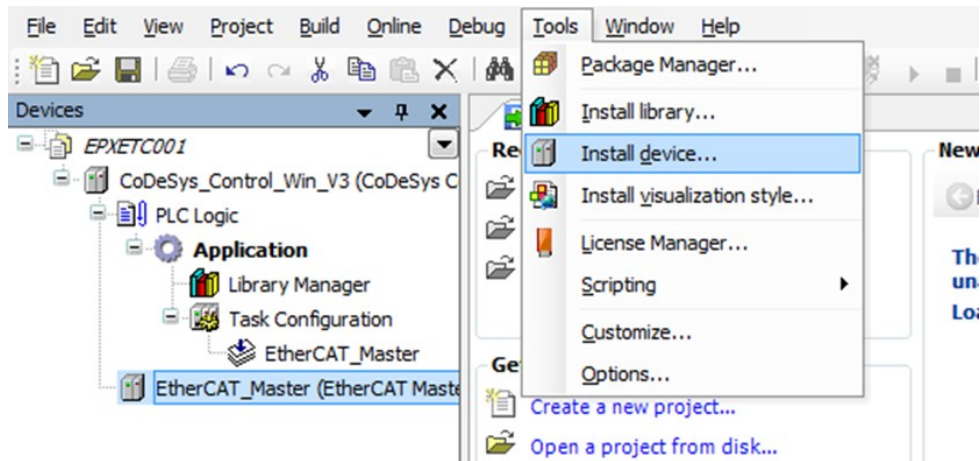 File Edit View Project Build Online Debug Tools Window Help
Devices
EPXETC001
CoDeSys_Control_Win_V3 (CoDeSys C
PLC Logic
Application
Library Manager
Task Configuration
EtherCAT_Master
EtherCAT_Master (EtherCAT Maste
Package Manager...
Install library...
Install device...
Install visualization style...
License Manager...
Scripting
Customize...
Options...
Re
Ge
Create a new project...
Open a project from disk...
New
Th
un
Loa